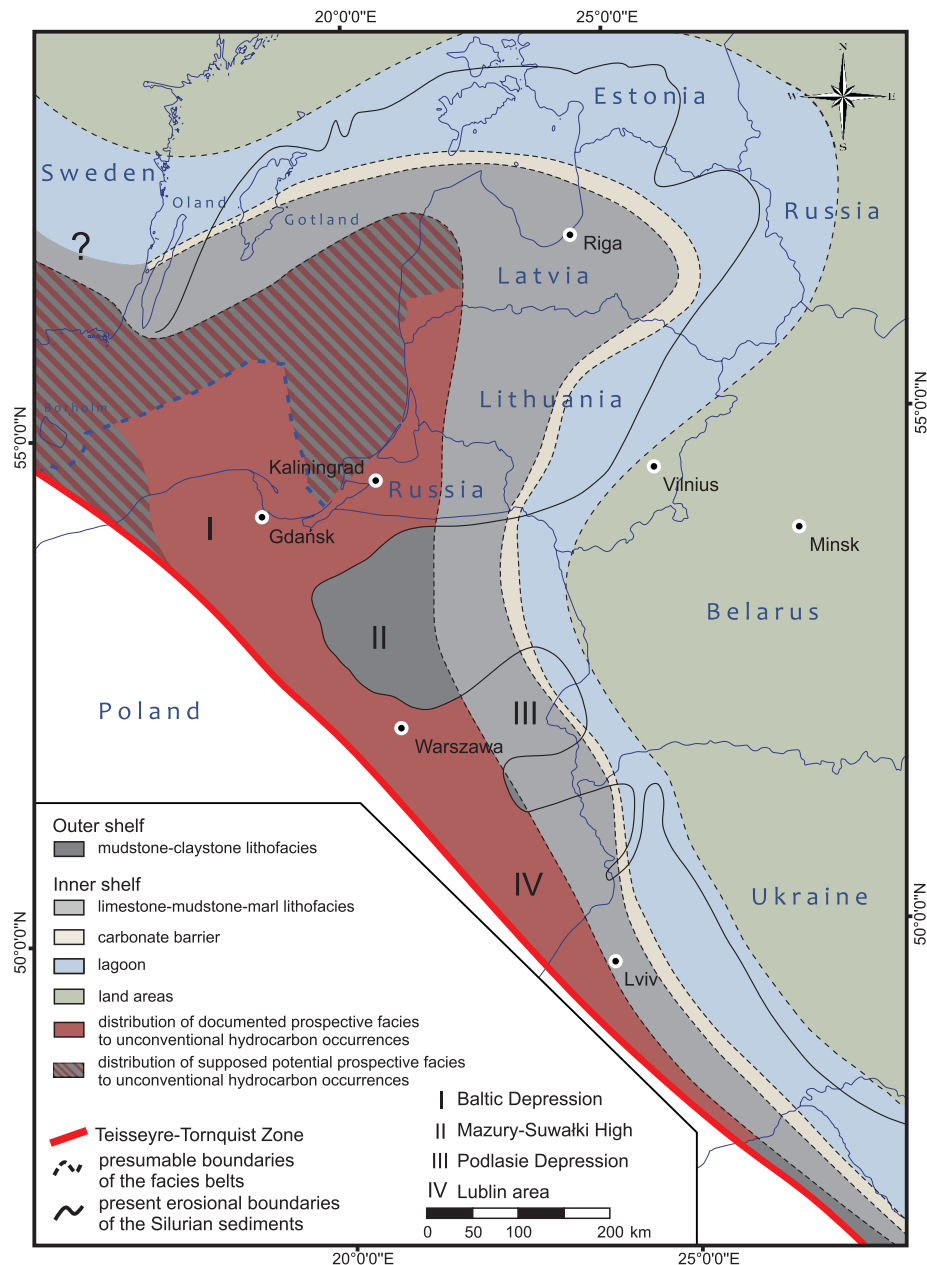 20°0'0"E
25°0'0"E
N
W
E
S
Estonia
Sweden
Oland
Gotland
Russia
?
Riga
Latvia
55°0'0"N
55°0'0"N
Lithuania
Borholm
Kaliningrad
Russia
Vilnius
I
Gdańsk
Minsk
Belarus
II
Poland
III
Warszawa
IV
Ukraine
50°0'0"N
50°0'0"N
Lviv
Outer shelf
mudstone-claystone lithofacies
Inner shelf
limestone-mudstone-marl lithofacies
carbonate barrier
lagoon
land areas
distribution of documented prospective facies
to unconventional hydrocarbon occurrences
distribution of supposed potential prospective facies
to unconventional hydrocarbon occurrences
Teisseyre-Tornquist Zone
presumable boundaries
of the facies belts
present erosional boundaries
of the Silurian sediments
I Baltic Depression
II Mazury-Suwałki High
III Podlasie Depression
IV Lublin area
0 50 100 200 km
20°0'0"E
25°0'0"E